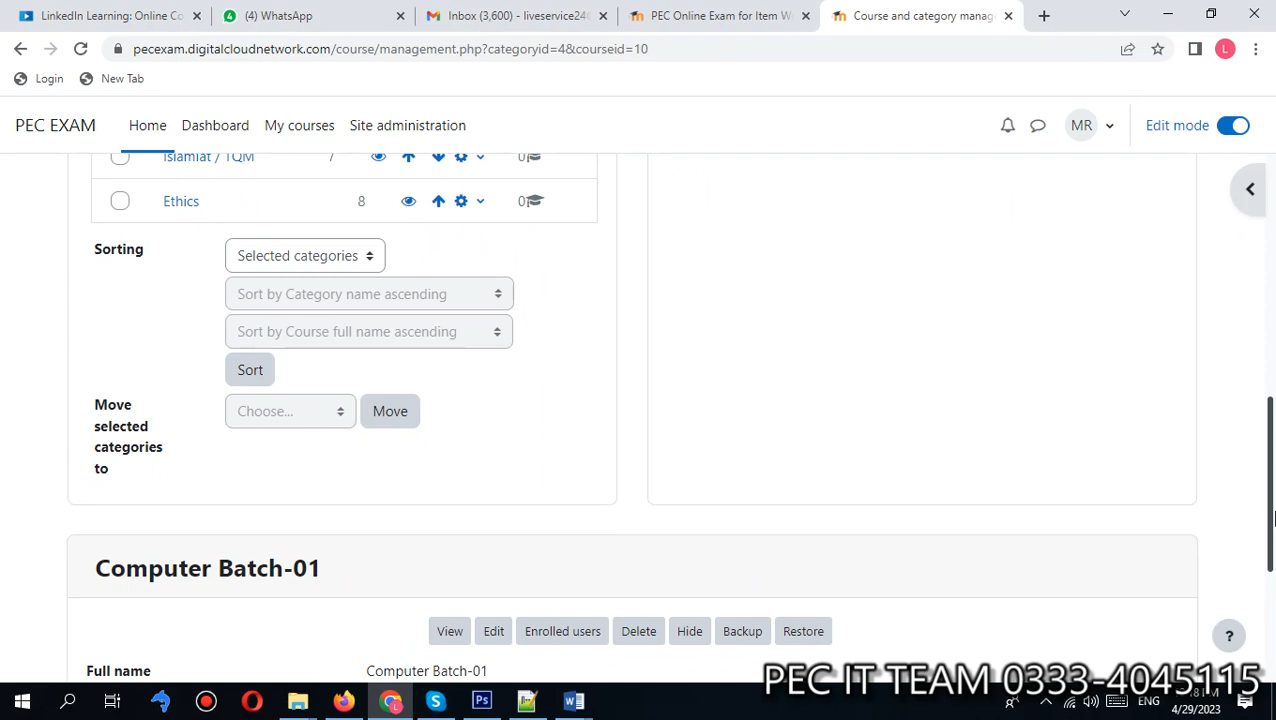 LinkedIn Learning: Online Co
(4) WhatsApp
Inbox (3,600) - liveservice24@
PEC Online Exam for Item W
Course and category manag
pecexam.digitalcloudnetwork.com/course/management.php?categoryid=4&courseid=10
L
Login
New Tab
PEC EXAM
Home
Dashboard
My courses
Site administration
MR
Edit mode
Islamiat / TQM
7
0
Ethics
8
0
Sorting
Selected categories
Sort by Category name ascending
Sort by Course full name ascending
Sort
Move
selected
categories
to
Choose...
Move
Computer Batch-01
View
Edit
Enrolled users
Delete
Hide
Backup
Restore
?
Full name
Computer Batch-01
PEC IT TEAM 0333-4045115
ENG
4/29/2023